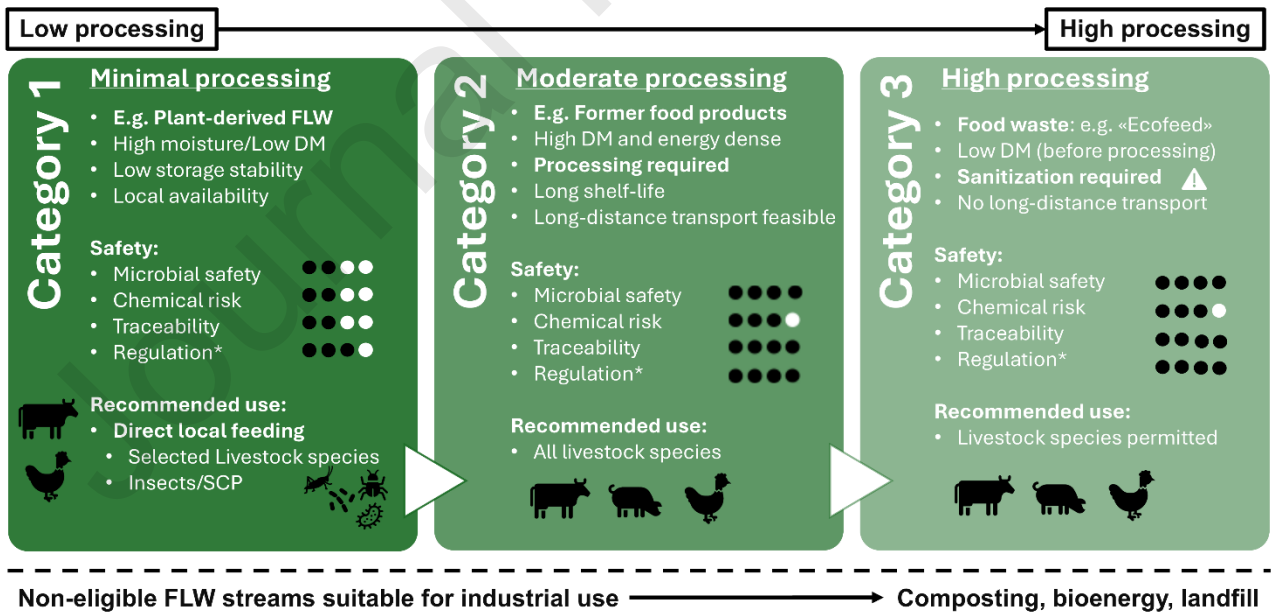 Low processing
High processing
Category 1
Minimal processing
• E.g. Plant-derived FLW
• High moisture/Low DM
• Low storage stability
• Local availability
Safety:
• Microbial safety
• Chemical risk
• Traceability
• Regulation*
Recommended use:
• Direct local feeding
• Selected Livestock species
• Insects/SCP
Category 2
Moderate processing
• E.g. Former food products
• High DM and energy dense
• Processing required
• Long shelf-life
• Long-distance transport feasible
Safety:
• Microbial safety
• Chemical risk
• Traceability
• Regulation*
Recommended use:
• All livestock species
Category 3
High processing
• Food waste: e.g. «Ecofeed»
• Low DM (before processing)
• Sanitization required
• No long-distance transport
Safety:
• Microbial safety
• Chemical risk
• Traceability
• Regulation*
Recommended use:
• Livestock species permitted
Non-eligible FLW streams suitable for industrial use
Composting, bioenergy, landfill
Journal